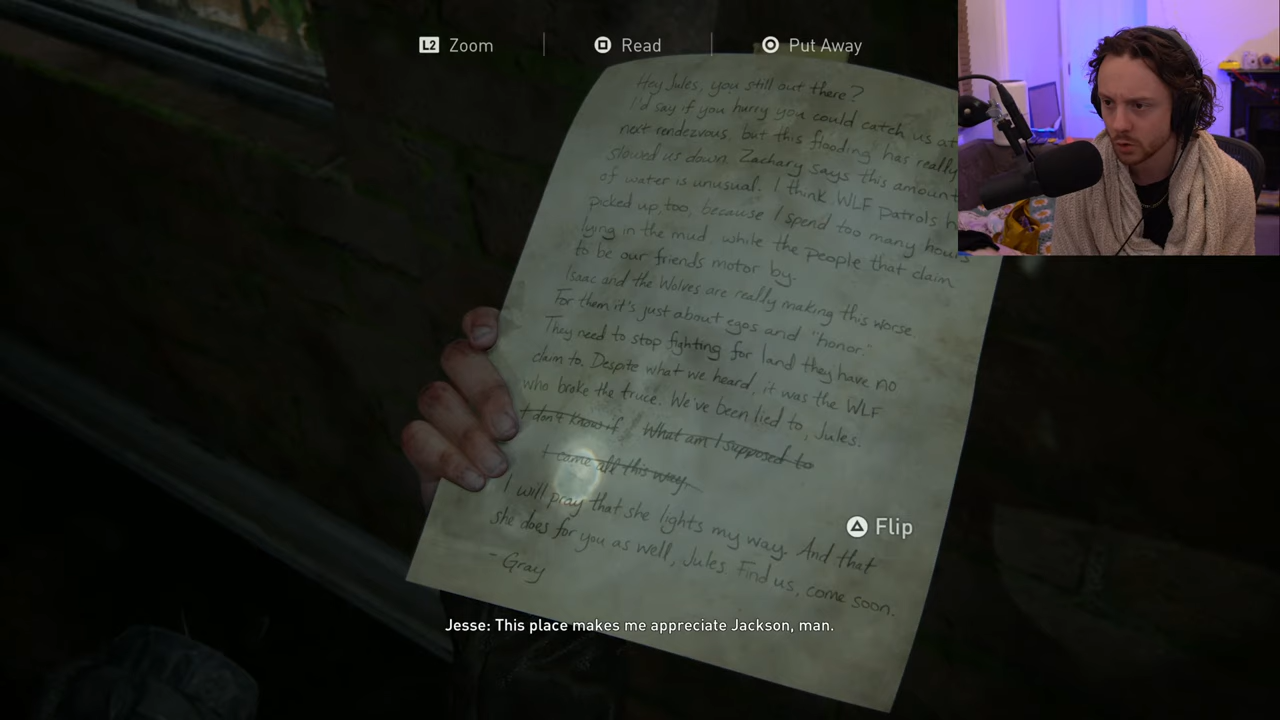 L2 Zoom
Read
Put Away
Hey Jules, you still out there?
I'd say if you hurry you could catch us at
next rendezvous, but this flooding has really
slowed us down. Zachary says this amount
of water is unusual. I think WLF patrols
picked up, too, because I spend too many hours
lying in the mud, while the people that claim
to be our friends motor by.
Isaac and the Wolves are really making this worse.
For them it's just about egos and "honor."
They need to stop fighting for land they have no
claim to. Despite what we heard, it was the WLF
who broke the truce. We've been lied to, Jules.
I don't know if What am I supposed to
I came all this way.
I will pray that she lights my way. And that
she does for you as well, Jules. Find us, come soon.
- Gray
Flip
Jesse: This place makes me appreciate Jackson, man.